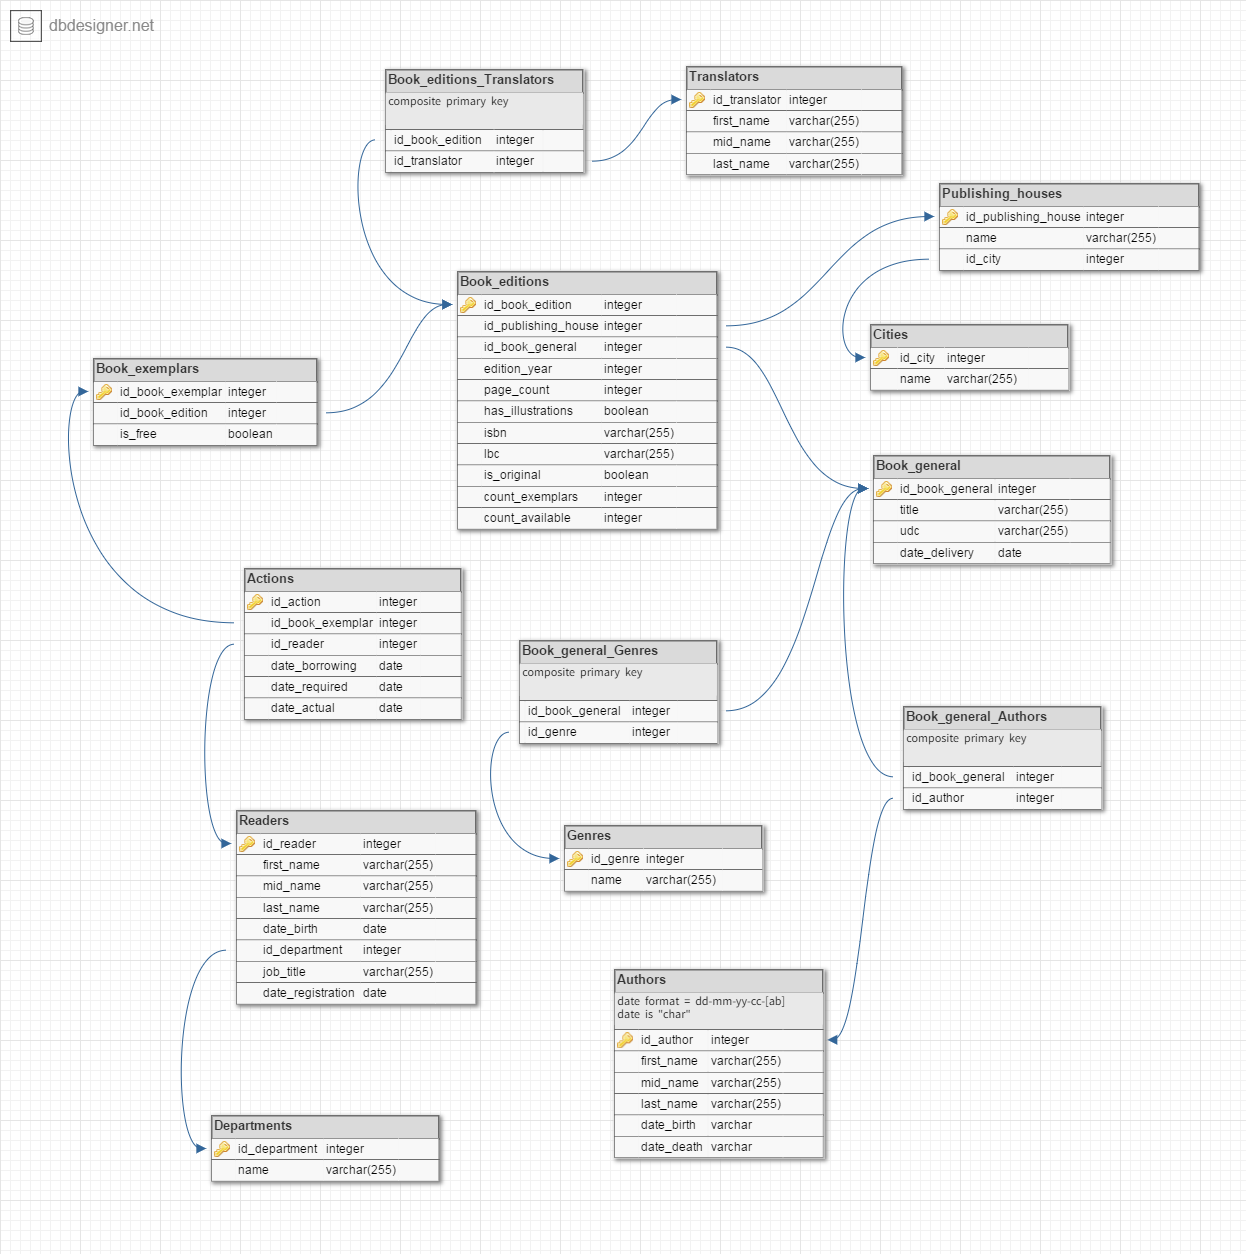 dbdesigner.net
Book_editions_Translators
composite primary key
id_book_edition integer
id_translator integer
Translators
id_translator integer
first_name varchar(255)
mid_name varchar(255)
last_name varchar(255)
Publishing_houses
id_publishing_house integer
name varchar(255)
id_city integer
Book_editions
id_book_edition integer
id_publishing_house integer
id_book_general integer
edition_year integer
page_count integer
has_illustrations boolean
isbn varchar(255)
lbc varchar(255)
is_original boolean
count_exemplars integer
count_available integer
Cities
id_city integer
name varchar(255)
Book_exemplars
id_book_exemplar integer
id_book_edition integer
is_free boolean
Book_general
id_book_general integer
title varchar(255)
udc varchar(255)
date_delivery date
Actions
id_action integer
id_book_exemplar integer
id_reader integer
date_borrowing date
date_required date
date_actual date
Book_general_Genres
composite primary key
id_book_general integer
id_genre integer
Book_general_Authors
composite primary key
id_book_general integer
id_author integer
Readers
id_reader integer
first_name varchar(255)
mid_name varchar(255)
last_name varchar(255)
date_birth date
id_department integer
job_title varchar(255)
date_registration date
Genres
id_genre integer
name varchar(255)
Authors
date format = dd-mm-yy-cc-[ab]
date is "char"
id_author integer
first_name varchar(255)
mid_name varchar(255)
last_name varchar(255)
date_birth varchar
date_death varchar
Departments
id_department integer
name varchar(255)